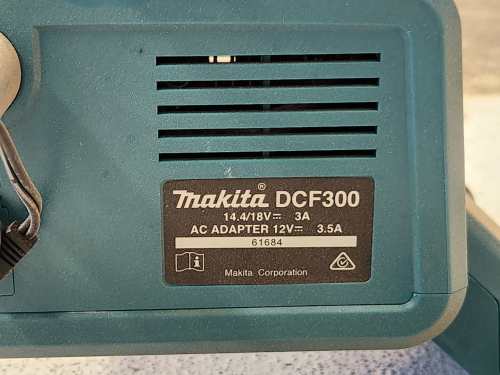 makita® DCF300
14.4/18V⎓ 3A
AC ADAPTER 12V⎓ 3.5A
61684
Makita Corporation